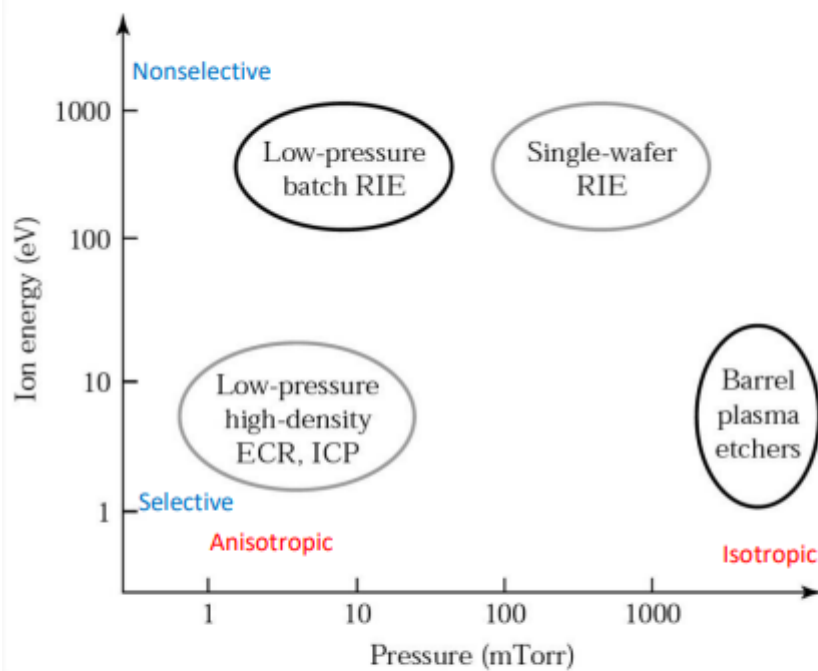 Nonselective
1000
Low-pressure
batch RIE
Single-wafer
RIE
100
Ion energy (eV)
10
Low-pressure
high-density
ECR, ICP
Barrel
plasma
etchers
Selective
1
Anisotropic
Isotropic
1
10
100
1000
Pressure (mTorr)